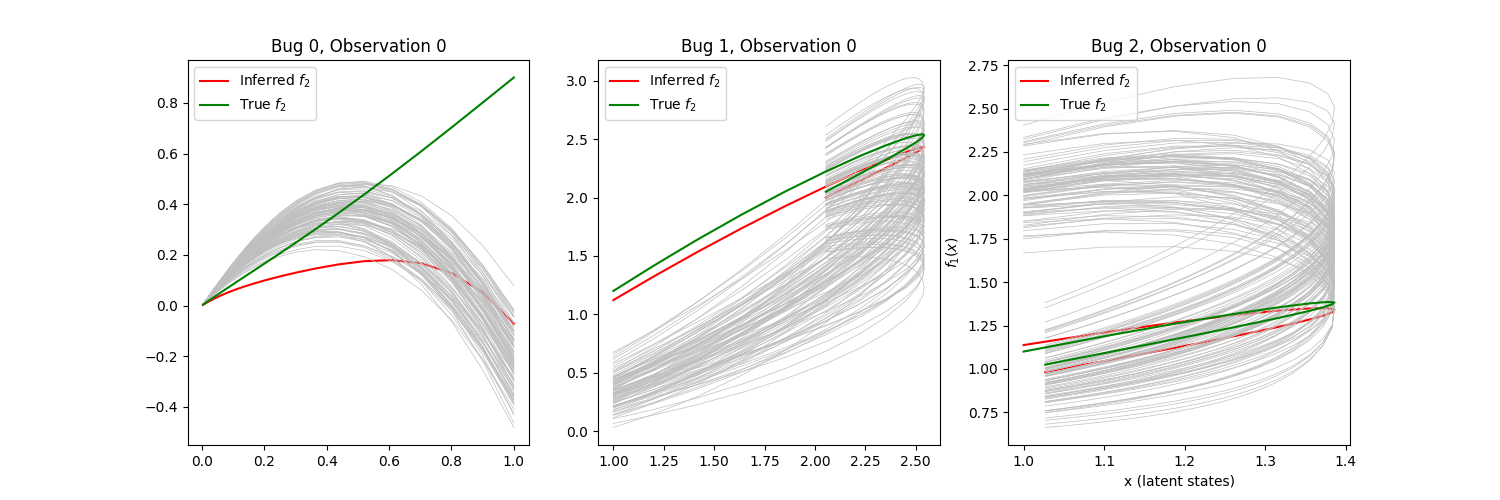 Bug 0, Observation 0
Inferred f₂
True f₂
0.8
0.6
0.4
0.2
0.0
−0.2
−0.4
0.0 0.2 0.4 0.6 0.8 1.0
Bug 1, Observation 0
Inferred f₂
True f₂
3.0
2.5
2.0
1.5
1.0
0.5
0.0
1.00 1.25 1.50 1.75 2.00 2.25 2.50
Bug 2, Observation 0
Inferred f₂
True f₂
f₁(x)
2.75
2.50
2.25
2.00
1.75
1.50
1.25
1.00
0.75
1.0 1.1 1.2 1.3 1.4
x (latent states)